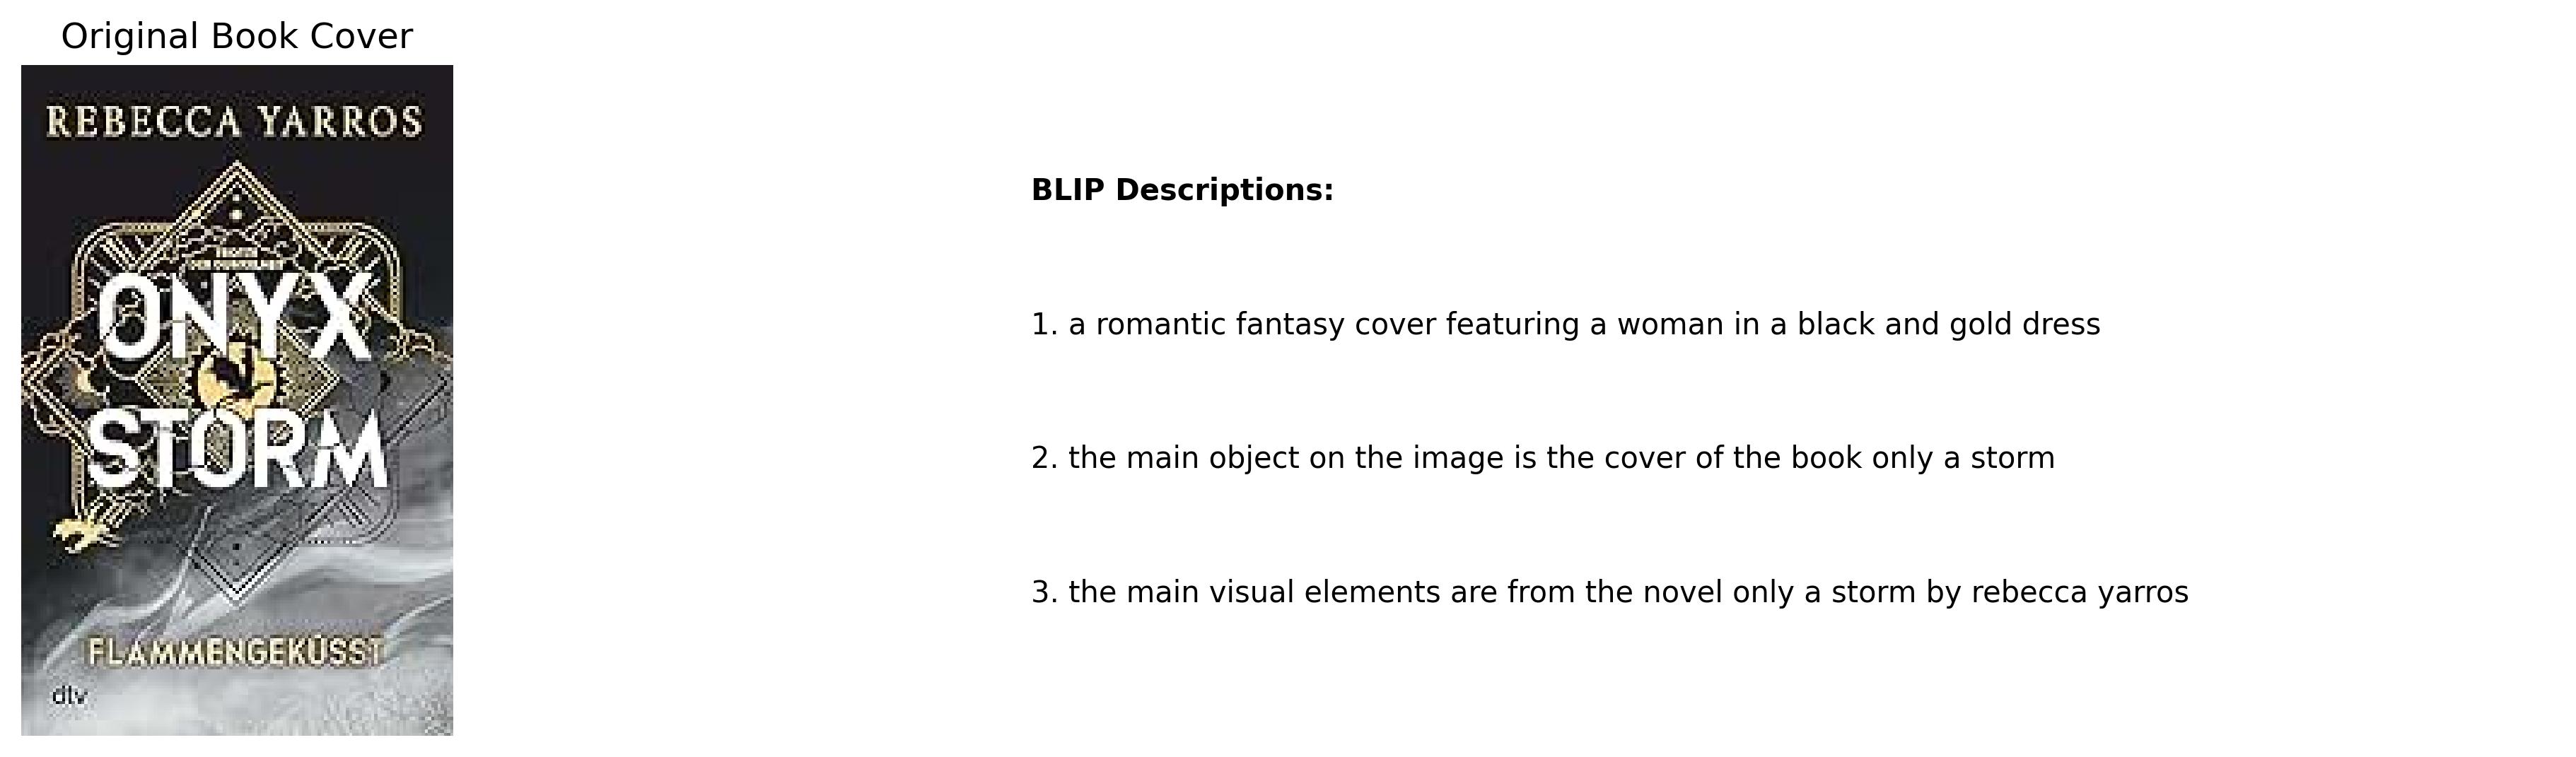 Original Book Cover
REBECCA YARROS
ONYX
STORM
FLAMMENGEKÜSST
dtv
BLIP Descriptions:
1. a romantic fantasy cover featuring a woman in a black and gold dress
2. the main object on the image is the cover of the book only a storm
3. the main visual elements are from the novel only a storm by rebecca yarros